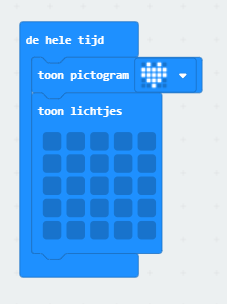 de hele tijd
toon pictogram
toon lichtjes